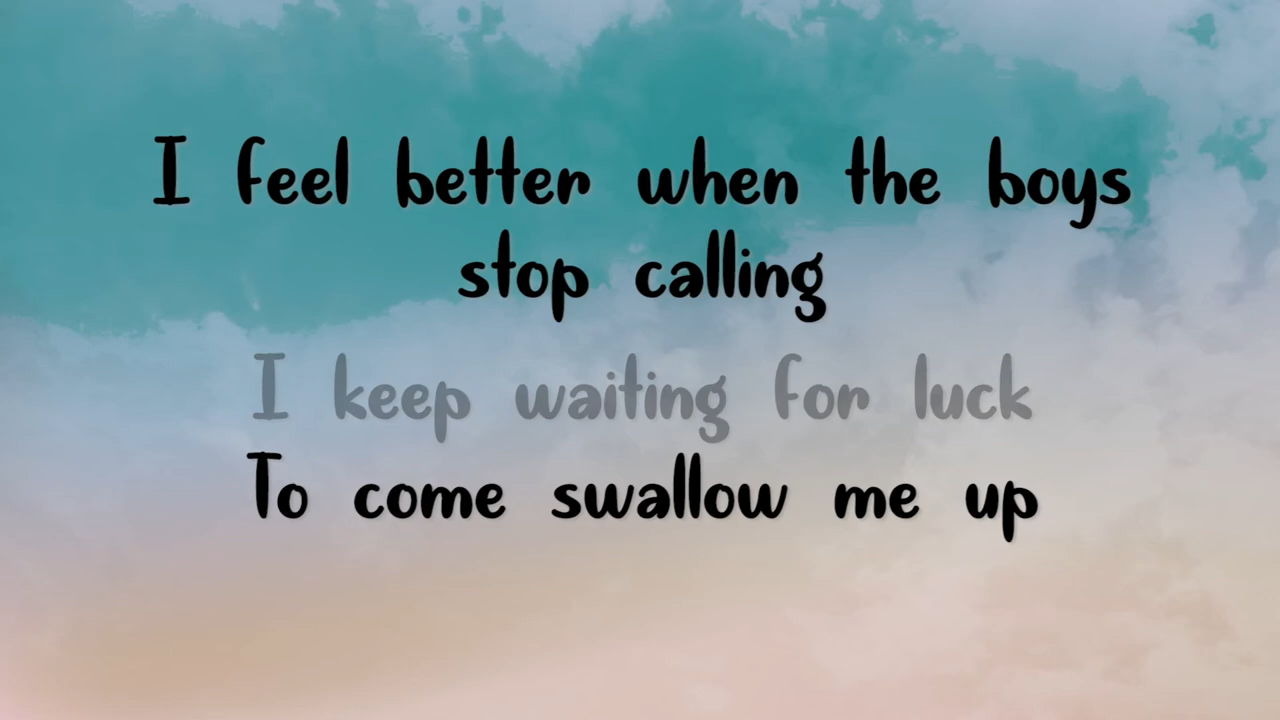 I feel better when the boys
stop calling
I keep waiting for luck
To come swallow me up